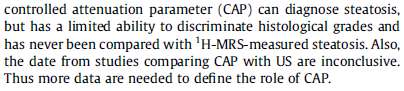 controlled attenuation parameter (CAP) can diagnose steatosis,
but has a limited ability to discriminate histological grades and
has never been compared with ¹H-MRS-measured steatosis. Also,
the date from studies comparing CAP with US are inconclusive.
Thus more data are needed to define the role of CAP.